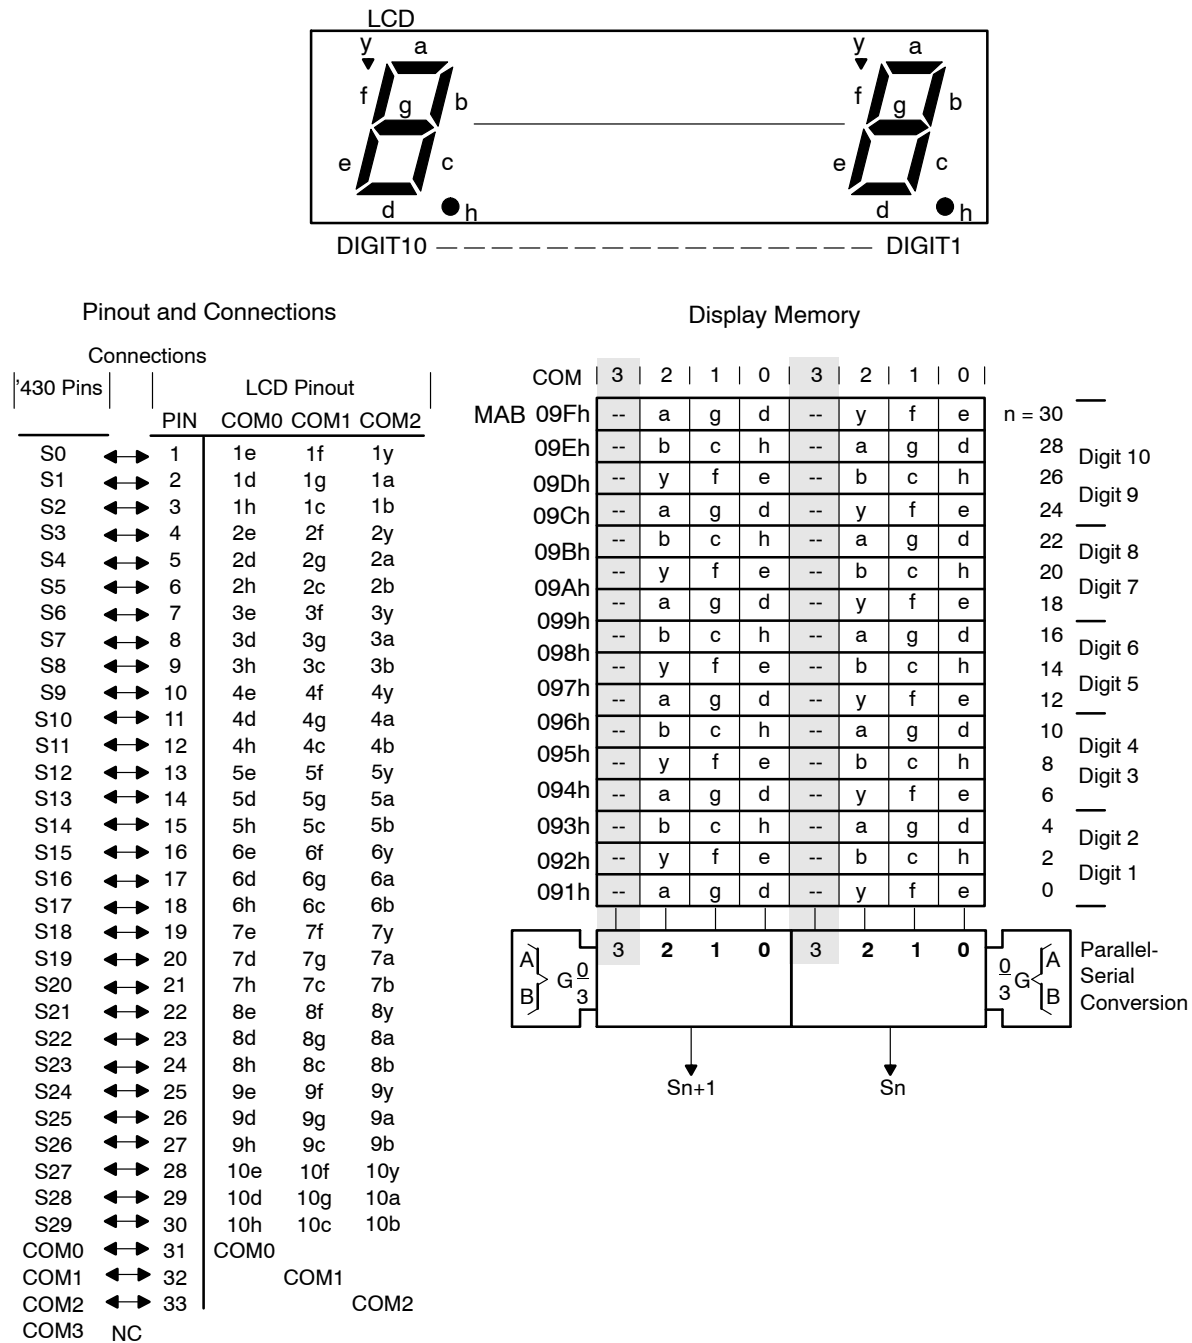 LCD
y a y a
f g b f g b
e c e c
d h d h
DIGIT10 DIGIT1
Pinout and Connections
Connections
'430 Pins LCD Pinout
PIN COM0 COM1 COM2
S0 1 1e 1f 1y
S1 2 1d 1g 1a
S2 3 1h 1c 1b
S3 4 2e 2f 2y
S4 5 2d 2g 2a
S5 6 2h 2c 2b
S6 7 3e 3f 3y
S7 8 3d 3g 3a
S8 9 3h 3c 3b
S9 10 4e 4f 4y
S10 11 4d 4g 4a
S11 12 4h 4c 4b
S12 13 5e 5f 5y
S13 14 5d 5g 5a
S14 15 5h 5c 5b
S15 16 6e 6f 6y
S16 17 6d 6g 6a
S17 18 6h 6c 6b
S18 19 7e 7f 7y
S19 20 7d 7g 7a
S20 21 7h 7c 7b
S21 22 8e 8f 8y
S22 23 8d 8g 8a
S23 24 8h 8c 8b
S24 25 9e 9f 9y
S25 26 9d 9g 9a
S26 27 9h 9c 9b
S27 28 10e 10f 10y
S28 29 10d 10g 10a
S29 30 10h 10c 10b
COM0 31 COM0
COM1 32 COM1
COM2 33 COM2
COM3 NC
Display Memory
COM 3 2 1 0 3 2 1 0
MAB 09Fh -- a g d -- y f e n = 30
09Eh -- b c h -- a g d 28 Digit 10
09Dh -- y f e -- b c h 26 Digit 9
09Ch -- a g d -- y f e 24
09Bh -- b c h -- a g d 22 Digit 8
09Ah -- y f e -- b c h 20 Digit 7
099h -- a g d -- y f e 18
098h -- b c h -- a g d 16 Digit 6
097h -- y f e -- b c h 14 Digit 5
096h -- a g d -- y f e 12
095h -- b c h -- a g d 10 Digit 4
094h -- y f e -- b c h 8 Digit 3
-- a g d -- y f e 6
093h -- b c h -- a g d 4 Digit 2
092h -- y f e -- b c h 2 Digit 1
091h -- a g d -- y f e 0
3 2 1 0 3 2 1 0
A B G 0 3
0 3 G A B
Parallel-
Serial
Conversion
Sn+1 Sn